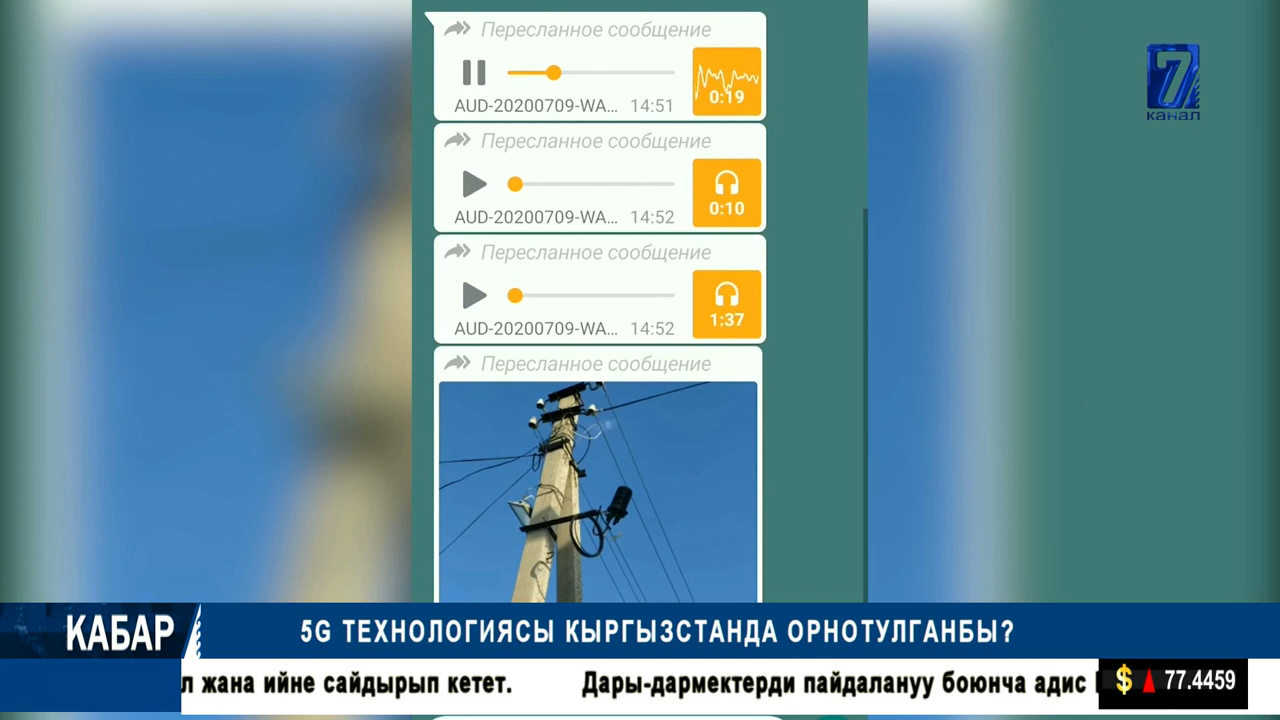 Пересланное сообщение
0:19
AUD-20200709-WA... 14:51
Пересланное сообщение
0:10
AUD-20200709-WA... 14:52
Пересланное сообщение
1:37
AUD-20200709-WA... 14:52
Пересланное сообщение
7
канал
КАБАР
5G ТЕХНОЛОГИЯСЫ КЫРГЫЗСТАНДА ОРНОТУЛГАНБЫ?
л жана ийне сайдырып кетет. Дары-дармектерди пайдалануу боюнча адис
$ 77.4459